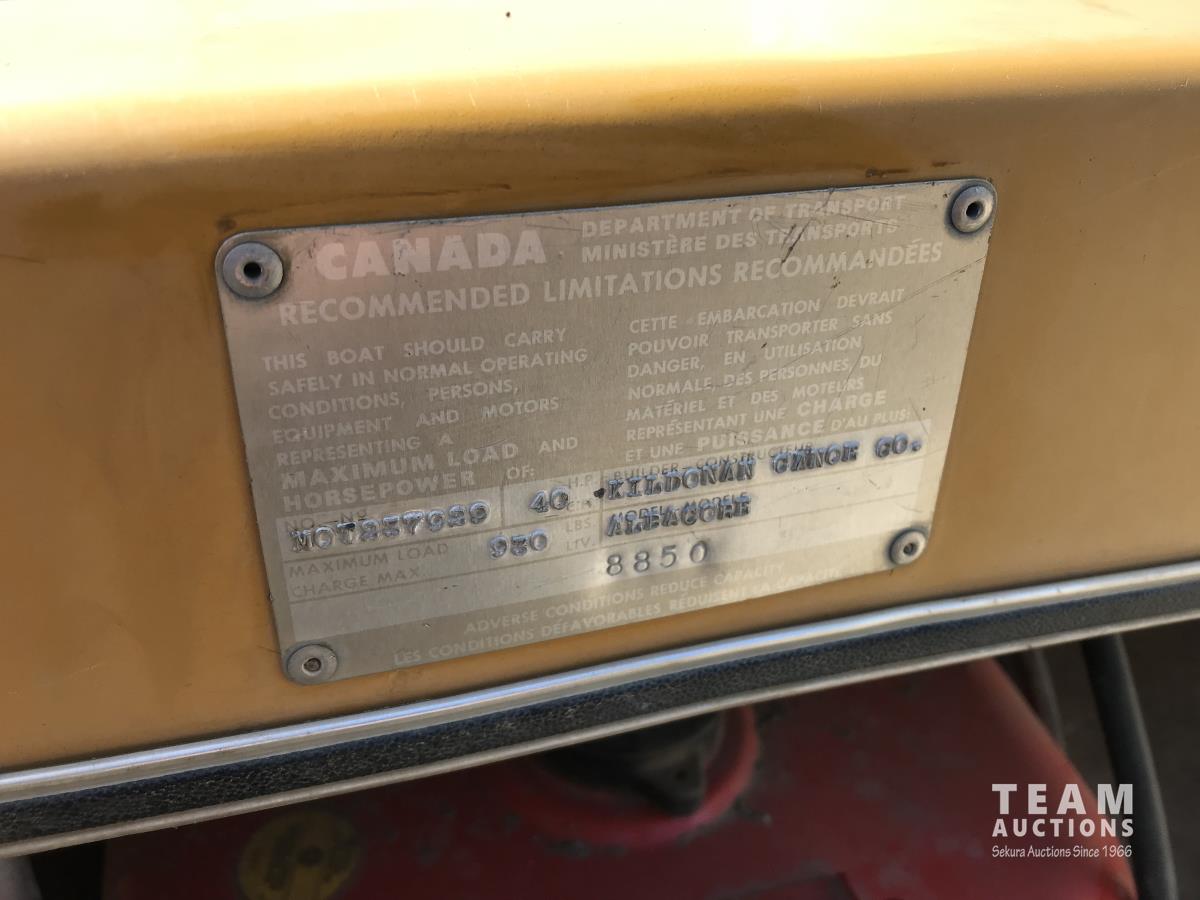 CANADA
DEPARTMENT OF TRANSPORT
MINISTÈRE DES TRANSPORTS
RECOMMENDED LIMITATIONS RECOMMANDÉES
THIS BOAT SHOULD CARRY
SAFELY IN NORMAL OPERATING
CONDITIONS, PERSONS,
EQUIPMENT AND MOTORS
REPRESENTING A
MAXIMUM LOAD AND
HORSEPOWER OF:
CETTE EMBARCATION DEVRAIT
POUVOIR TRANSPORTER SANS
DANGER, EN UTILISATION
NORMALE, DES PERSONNES, DU
MATÉRIEL ET DES MOTEURS
REPRÉSENTANT UNE CHARGE
ET UNE PUISSANCE D'AU PLUS:
H.P.
BUILDER - CONSTRUCTEUR
40
KILDONAN CANOE CO.
LBS
MAXIMUM LOAD
930
LIV.
CHARGE MAX.
8850
ADVERSE CONDITIONS REDUCE CAPACITY
LES CONDITIONS DÉFAVORABLES RÉDUISENT LA CAPACITÉ
TEAM
AUCTIONS
Sekura Auctions Since 1966